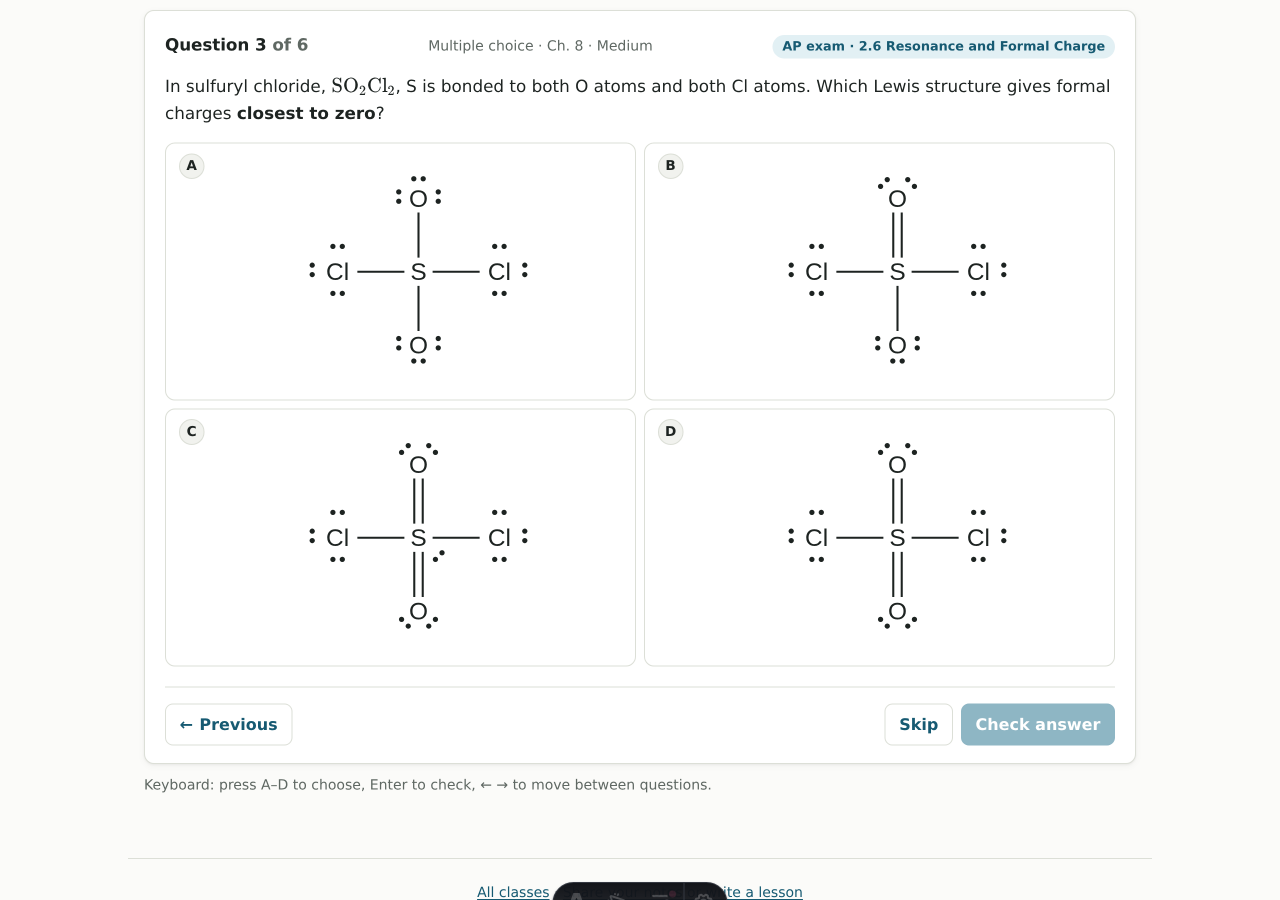 Question 3 of 6
Multiple choice · Ch. 8 · Medium
AP exam · 2.6 Resonance and Formal Charge
In sulfuryl chloride, SO₂Cl₂, S is bonded to both O atoms and both Cl atoms. Which Lewis structure gives formal
charges closest to zero?
A
O
Cl S Cl
O
B
O
Cl S Cl
O
C
O
Cl S Cl
O
D
O
Cl S Cl
O
← Previous
Skip
Check answer
Keyboard: press A–D to choose, Enter to check, ← → to move between questions.
All classes
a lesson